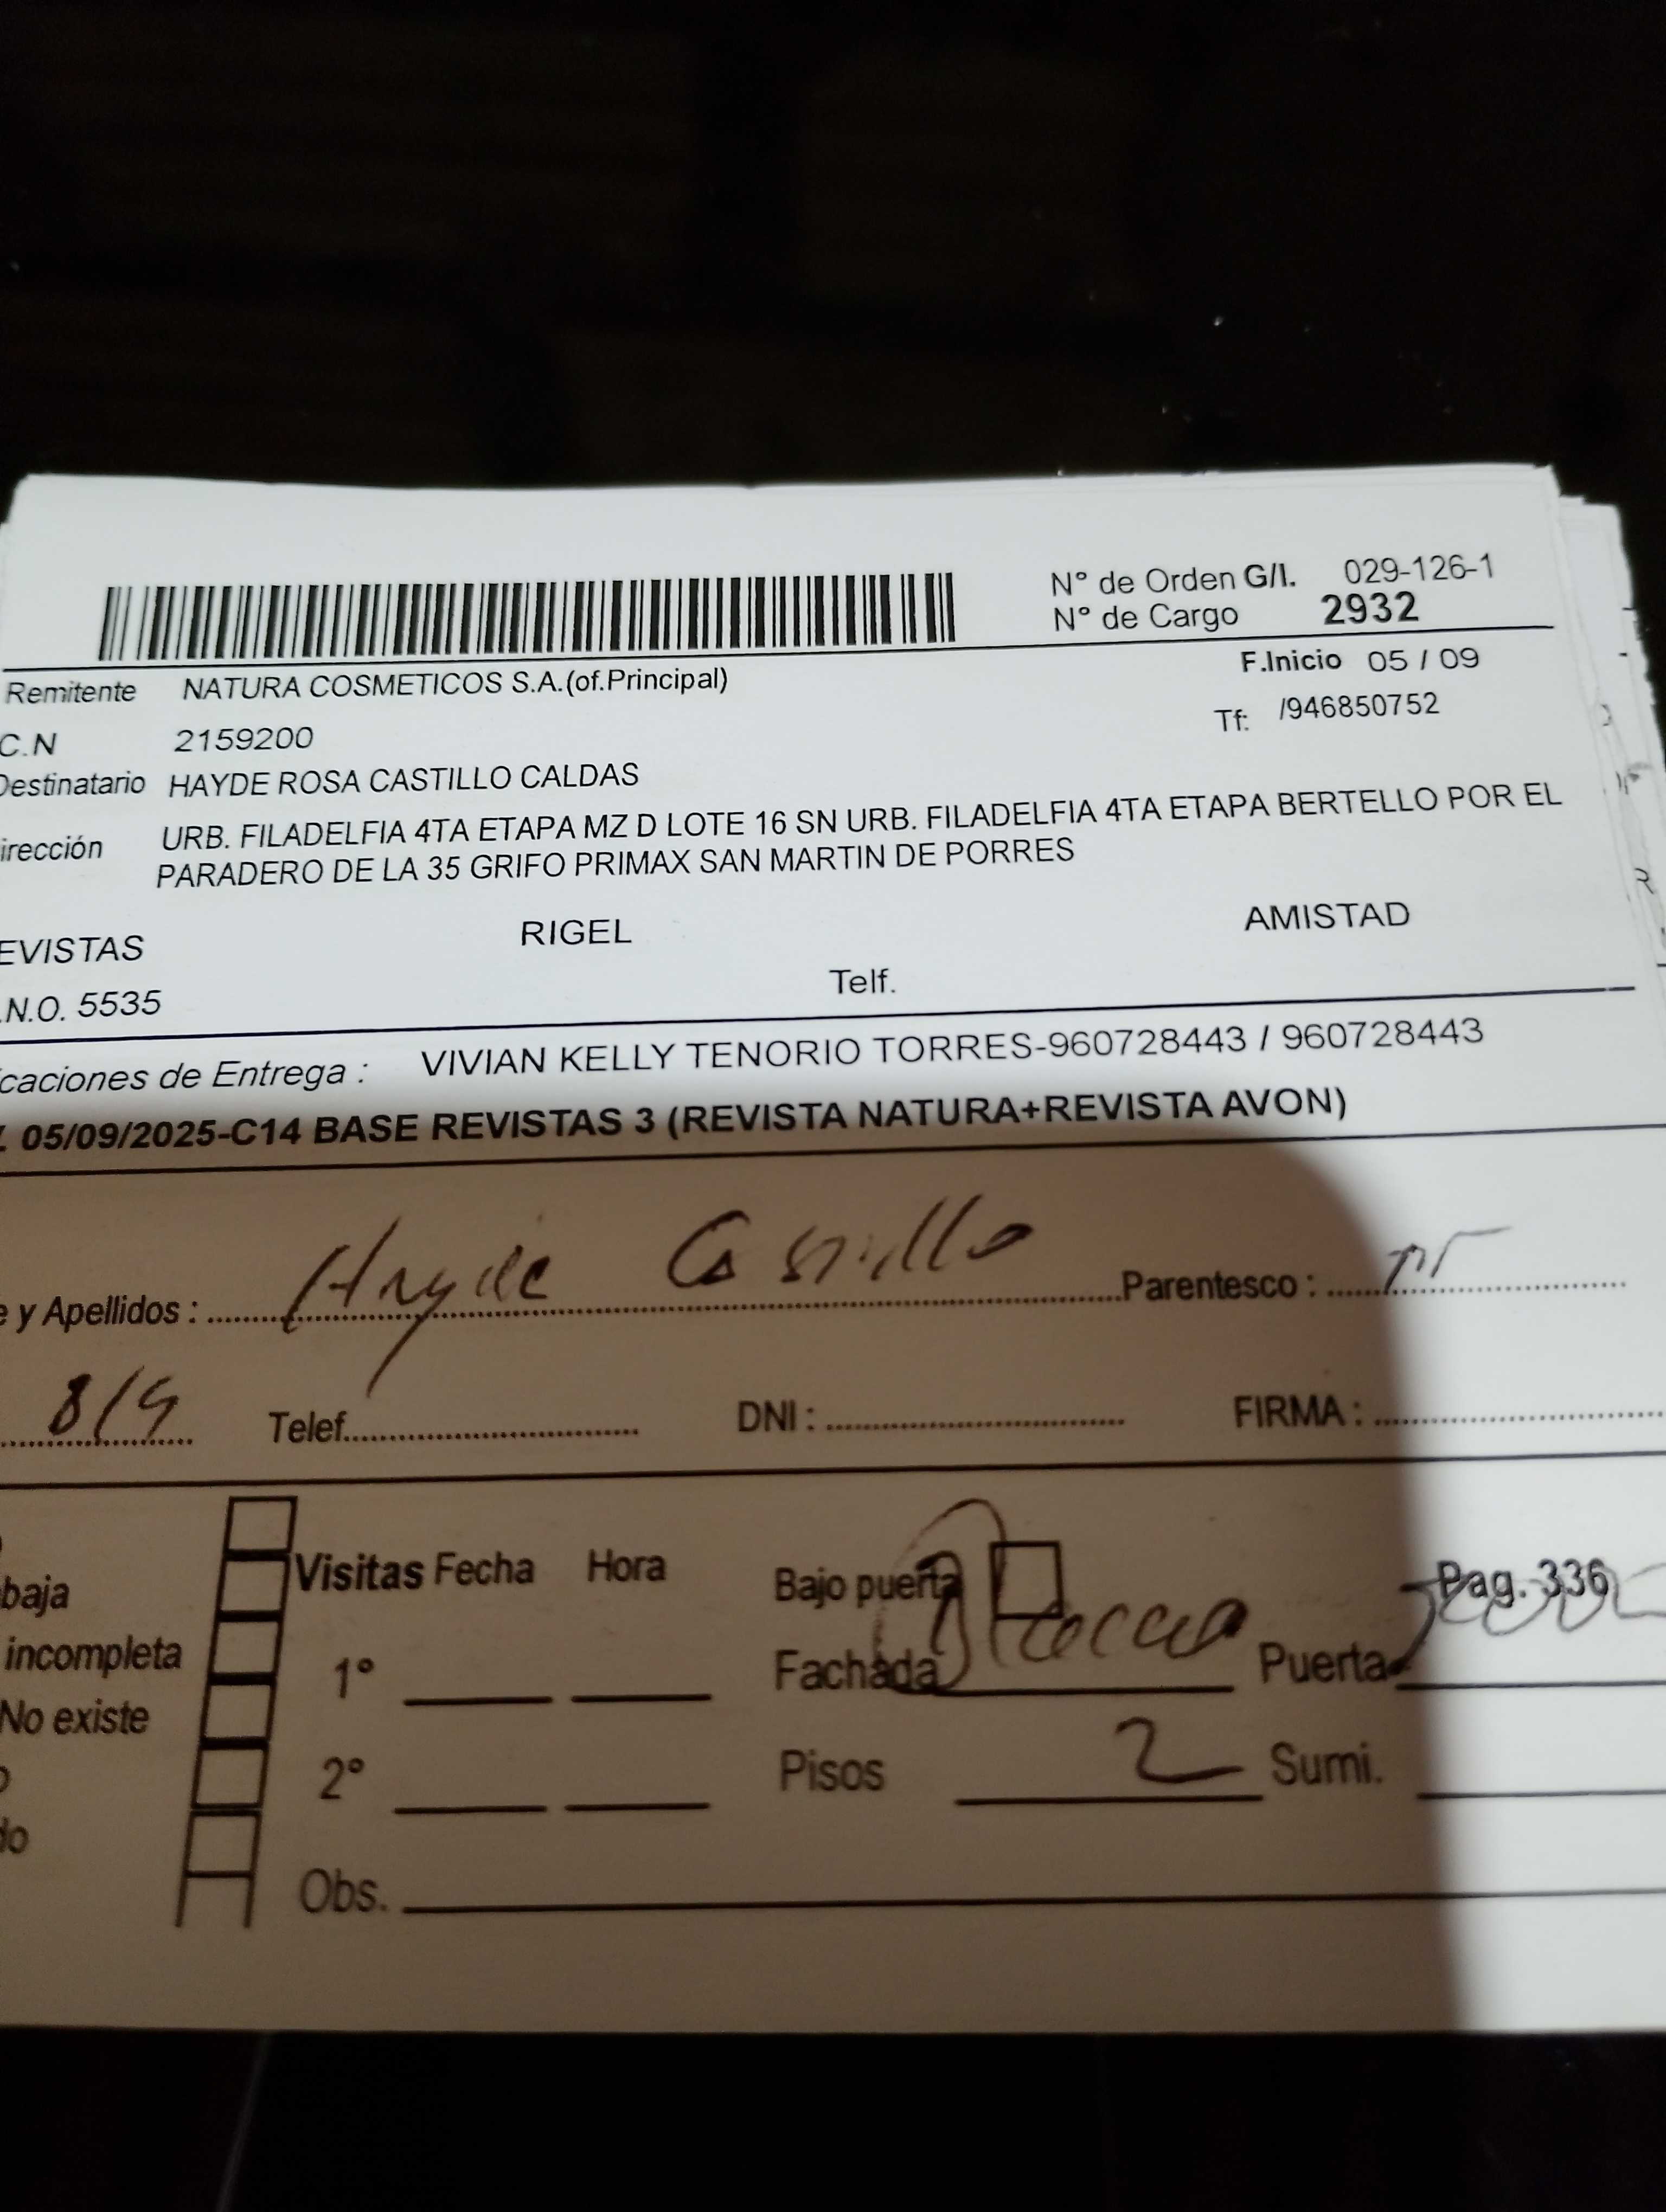 N° de Orden G/I. 029-126-1
N° de Cargo 2932
F.Inicio 05 / 09
Remitente NATURA COSMETICOS S.A.(of.Principal)
Tf: /946850752
C.N 2159200
Destinatario HAYDE ROSA CASTILLO CALDAS
irección URB. FILADELFIA 4TA ETAPA MZ D LOTE 16 SN URB. FILADELFIA 4TA ETAPA BERTELLO POR EL
PARADERO DE LA 35 GRIFO PRIMAX SAN MARTIN DE PORRES
EVISTAS RIGEL AMISTAD
.N.O. 5535 Telf.
caciones de Entrega : VIVIAN KELLY TENORIO TORRES-960728443 / 960728443
05/09/2025-C14 BASE REVISTAS 3 (REVISTA NATURA+REVISTA AVON)
e y Apellidos : Hayde Castillo Parentesco :
8/9 Telef. DNI : FIRMA :
Visitas Fecha Hora Bajo puerta Pag. 336
baja
incompleta 1° Fachada Puerta
No existe
2° Pisos 2 Sumi.
do
Obs.